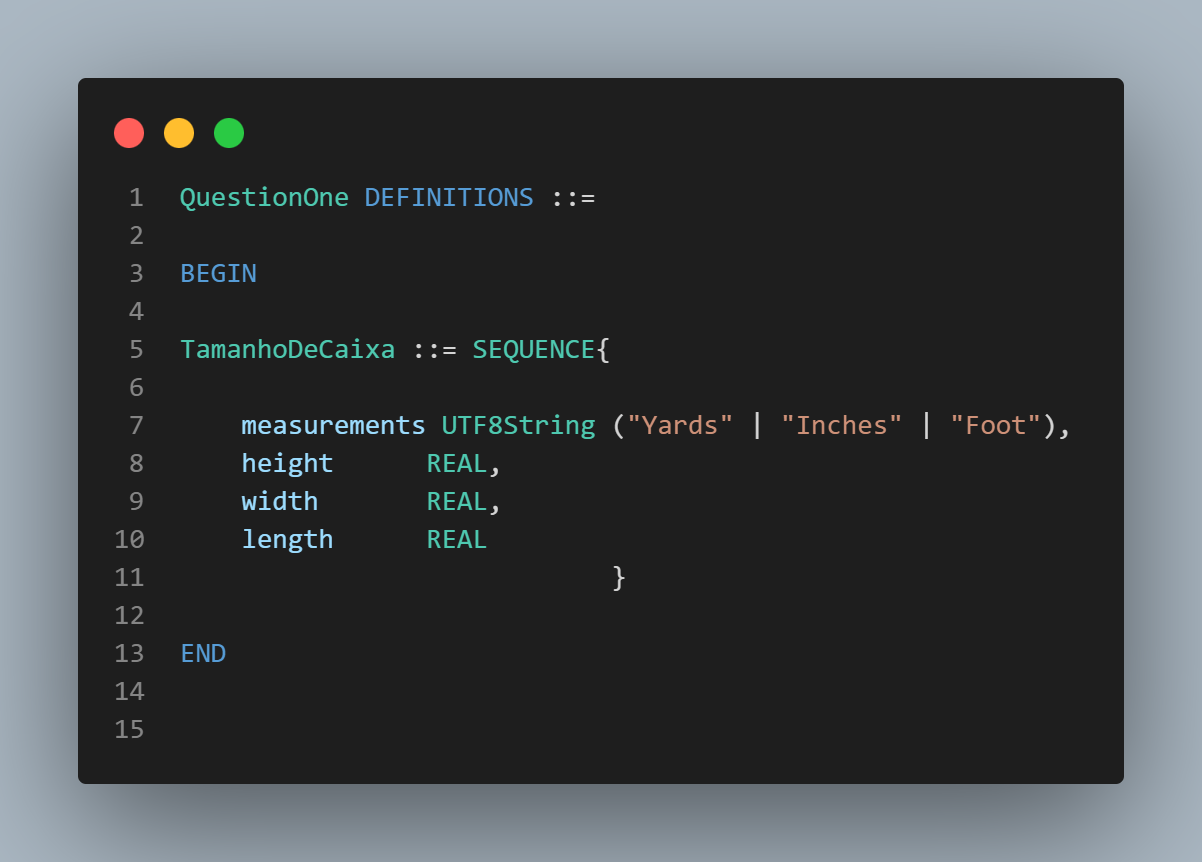 1 QuestionOne DEFINITIONS ::=
2
3 BEGIN
4
5 TamanhoDeCaixa ::= SEQUENCE{
6
7 measurements UTF8String ("Yards" | "Inches" | "Foot"),
8 height REAL,
9 width REAL,
10 length REAL
11 }
12
13 END
14
15